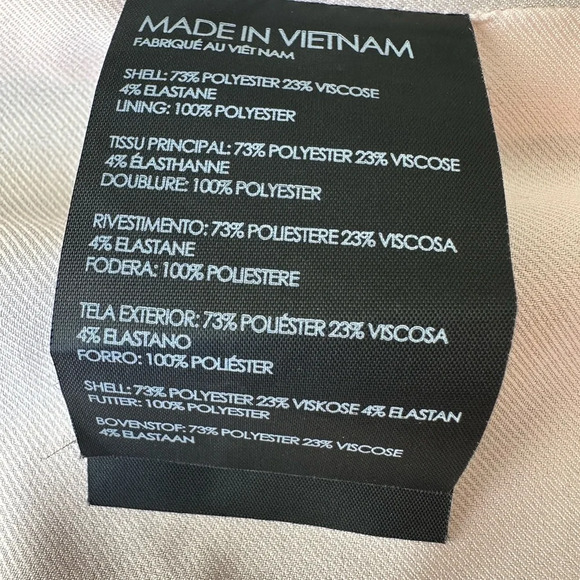 MADE IN VIETNAM
FABRIQUÉ AU VIÊT NAM
SHELL: 73% POLYESTER 23% VISCOSE
4% ELASTANE
LINING: 100% POLYESTER
TISSU PRINCIPAL: 73% POLYESTER 23% VISCOSE
4% ÉLASTHANNE
DOUBLURE: 100% POLYESTER
RIVESTIMENTO: 73% POLIESTERE 23% VISCOSA
4% ELASTANE
FODERA: 100% POLIESTERE
TELA EXTERIOR: 73% POLIÉSTER 23% VISCOSA
4% ELASTANO
FORRO: 100% POLIÉSTER
SHELL: 73% POLYESTER 23% VISKOSE 4% ELASTAN
FUTTER: 100% POLYESTER
BOVENSTOF: 73% POLYESTER 23% VISCOSE
4% ELASTAAN